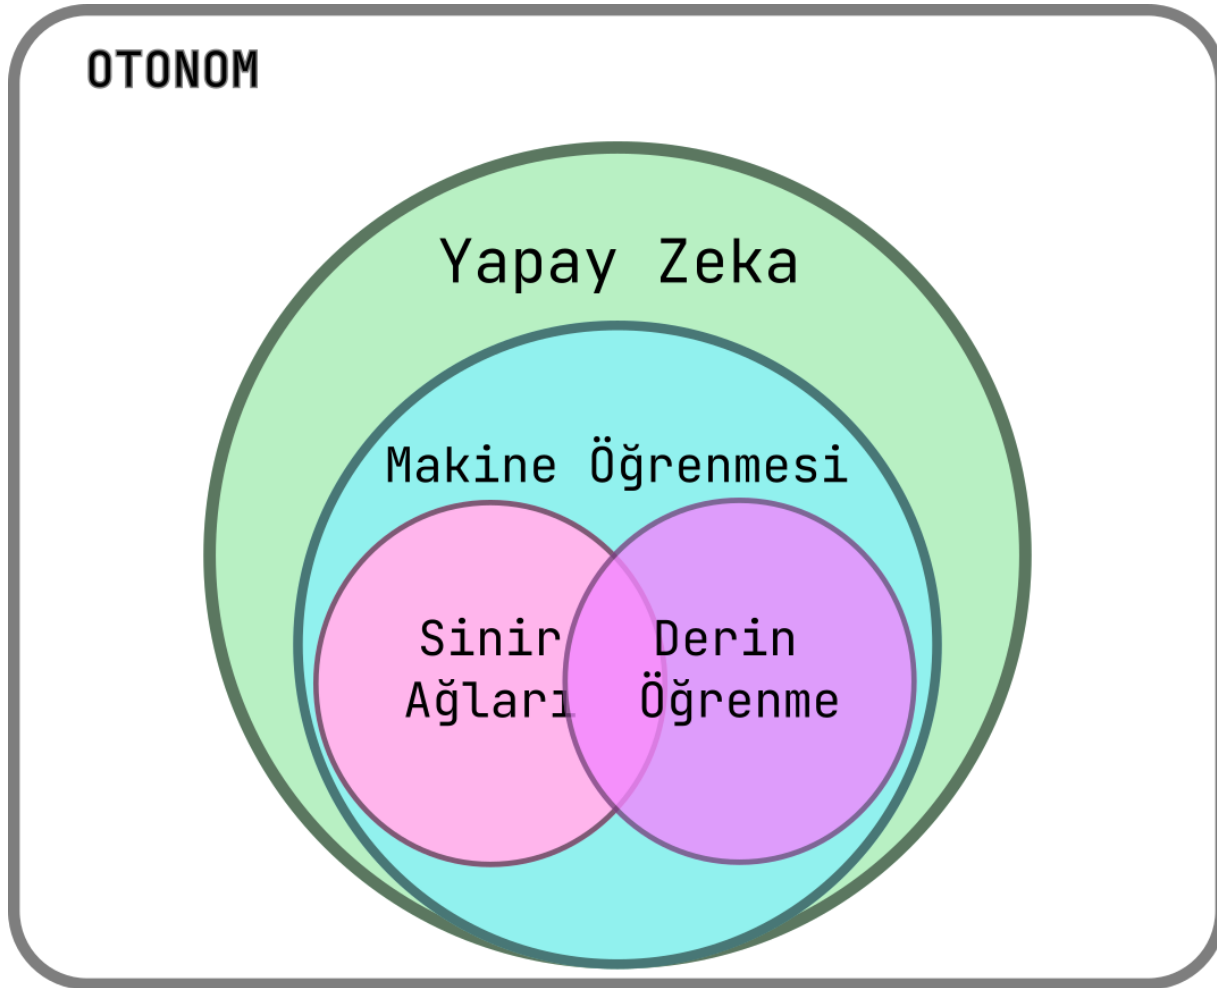 OTONOM
Yapay Zeka
Makine Öğrenmesi
Sinir
Ağları
Derin
Öğrenme